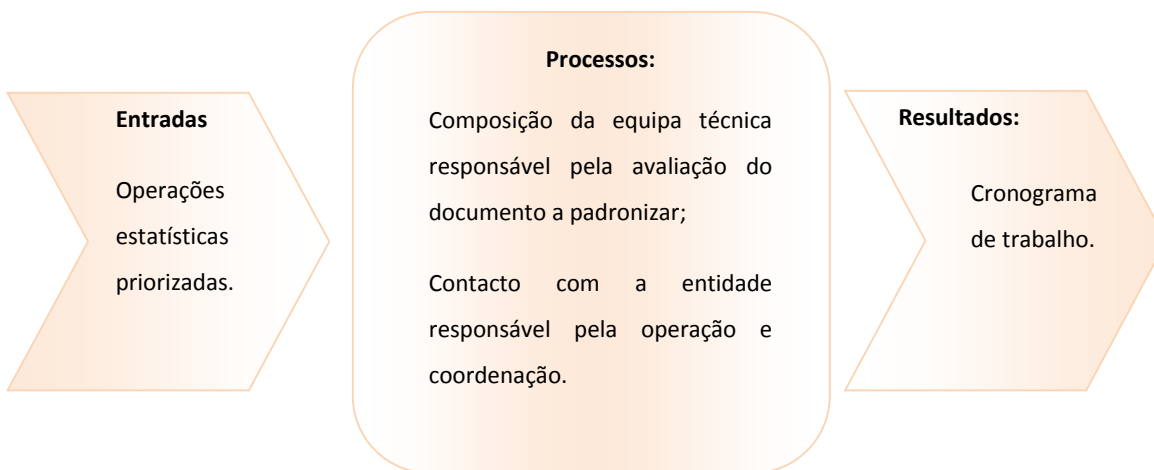 Entradas
Operações
estatísticas
priorizadas.
Processos:
Composição da equipa técnica
responsável pela avaliação do
documento a padronizar;
Contacto com a entidade
responsável pela operação e
coordenação.
Resultados:
Cronograma
de trabalho.